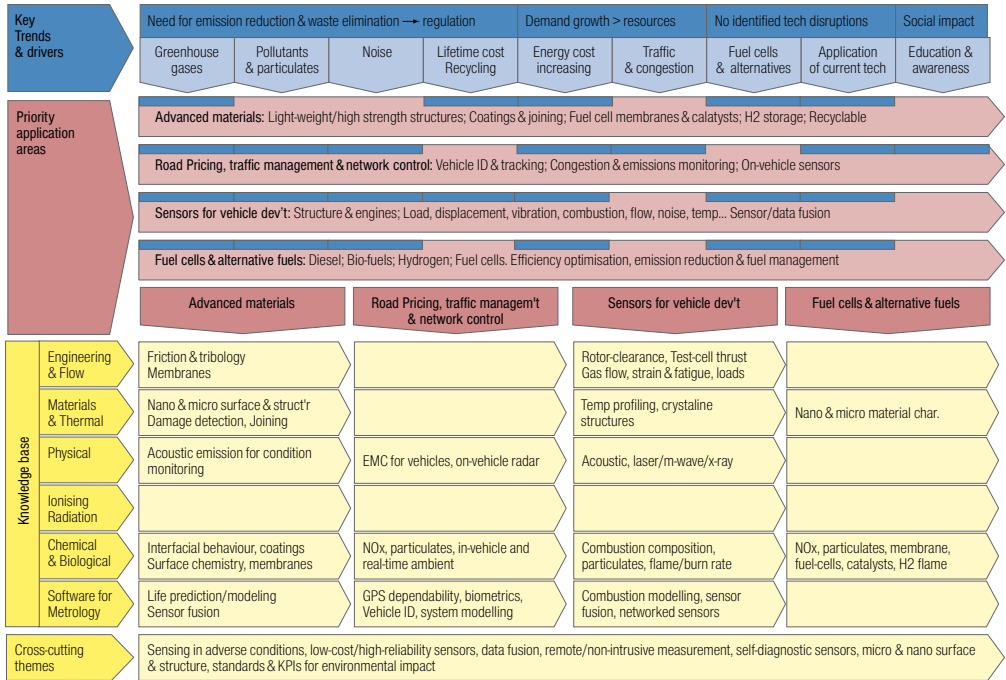 Key
Trends
& drivers
Need for emission reduction & waste elimination → regulation
Demand growth > resources
No identified tech disruptions
Social impact
Greenhouse
gases
Pollutants
& particulates
Noise
Lifetime cost
Recycling
Energy cost
increasing
Traffic
& congestion
Fuel cells
& alternatives
Application
of current tech
Education &
awareness
Priority
application
areas
Advanced materials: Light-weight/high strength structures; Coatings & joining; Fuel cell membranes & catalysts; H2 storage; Recyclable
Road Pricing, traffic management & network control: Vehicle ID & tracking; Congestion & emissions monitoring; On-vehicle sensors
Sensors for vehicle dev't: Structure & engines; Load, displacement, vibration, combustion, flow, noise, temp... Sensor/data fusion
Fuel cells & alternative fuels: Diesel; Bio-fuels; Hydrogen; Fuel cells. Efficiency optimisation, emission reduction & fuel management
Advanced materials
Road Pricing, traffic managem't
& network control
Sensors for vehicle dev't
Fuel cells & alternative fuels
Knowledge base
Engineering
& Flow
Friction & tribology
Membranes
Rotor-clearance, Test-cell thrust
Gas flow, strain & fatigue, loads
Materials
& Thermal
Nano & micro surface & struct'r
Damage detection, Joining
Temp profiling, crystaline
structures
Nano & micro material char.
Physical
Acoustic emission for condition
monitoring
EMC for vehicles, on-vehicle radar
Acoustic, laser/m-wave/x-ray
Ionising
Radiation
Chemical
& Biological
Interfacial behaviour, coatings
Surface chemistry, membranes
NOx, particulates, in-vehicle and
real-time ambient
Combustion composition,
particulates, flame/burn rate
NOx, particulates, membrane,
fuel-cells, catalysts, H2 flame
Software for
Metrology
Life prediction/modeling
Sensor fusion
GPS dependability, biometrics,
Vehicle ID, system modelling
Combustion modelling, sensor
fusion, networked sensors
Cross-cutting
themes
Sensing in adverse conditions, low-cost/high-reliability sensors, data fusion, remote/non-intrusive measurement, self-diagnostic sensors, micro & nano surface
& structure, standards & KPIs for environmental impact